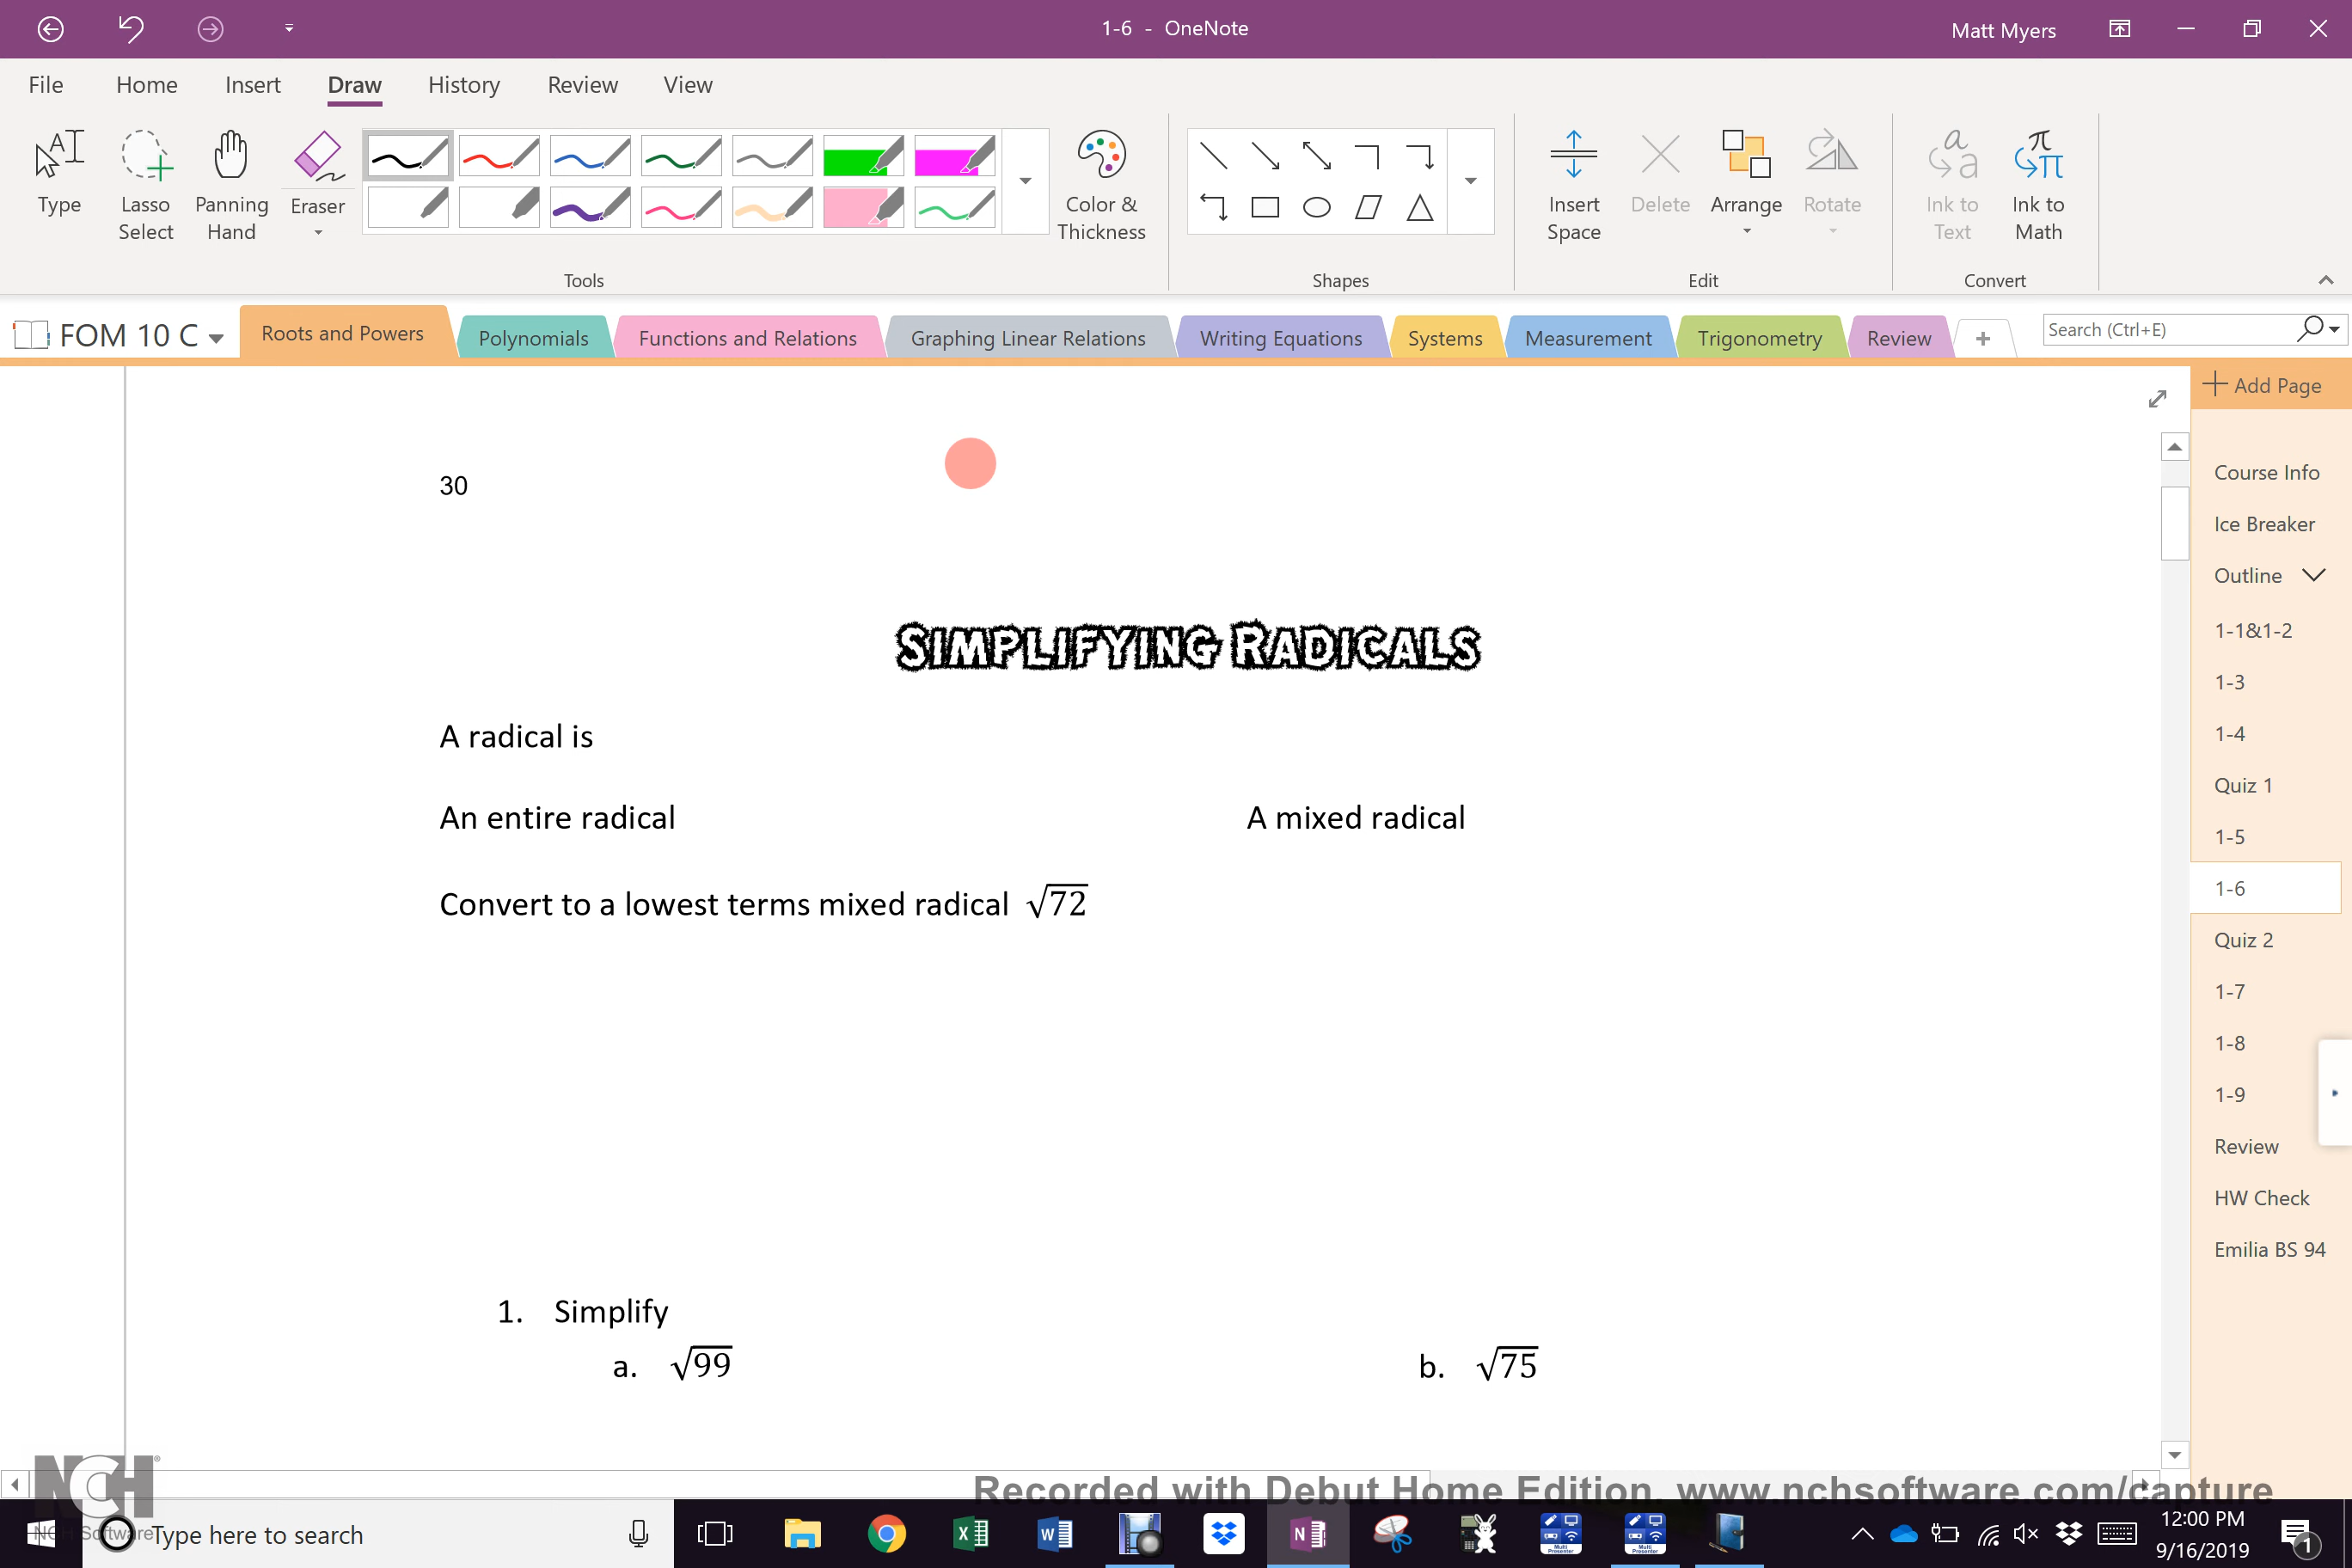 1-6 - OneNote
Matt Myers
File Home Insert Draw History Review View
Type
Lasso Select
Panning Hand
Eraser
Color & Thickness
Insert Space
Delete
Arrange
Rotate
Ink to Text
Ink to Math
Tools
Shapes
Edit
Convert
FOM 10 C
Roots and Powers
Polynomials
Functions and Relations
Graphing Linear Relations
Writing Equations
Systems
Measurement
Trigonometry
Review
Search (Ctrl+E)
Add Page
Course Info
Ice Breaker
Outline
1-1&1-2
1-3
1-4
Quiz 1
1-5
1-6
Quiz 2
1-7
1-8
1-9
Review
HW Check
Emilia BS 94
30
SIMPLIFYING RADICALS
A radical is
An entire radical A mixed radical
Convert to a lowest terms mixed radical √72
1. Simplify
a. √99 b. √75
NCH®
NCH Software
Recorded with Debut Home Edition. www.nchsoftware.com/capture
Type here to search
12:00 PM
9/16/2019
1